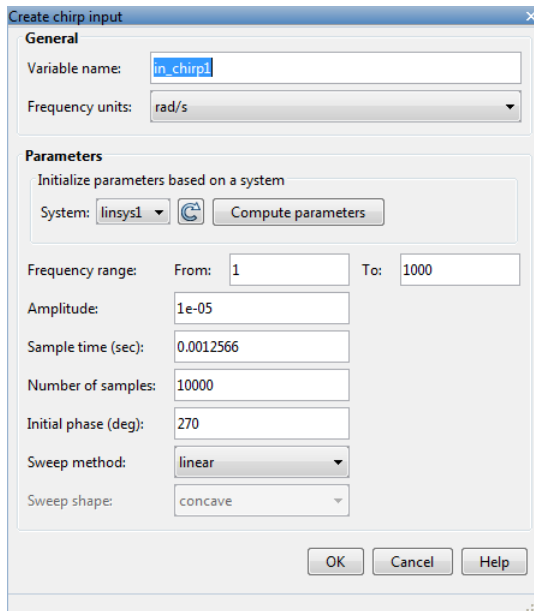 Create chirp input
General
Variable name: in_chirp1
Frequency units: rad/s
Parameters
Initialize parameters based on a system
System: linsys1 Compute parameters
Frequency range: From: 1 To: 1000
Amplitude: 1e-05
Sample time (sec): 0.0012566
Number of samples: 10000
Initial phase (deg): 270
Sweep method: linear
Sweep shape: concave
OK Cancel Help